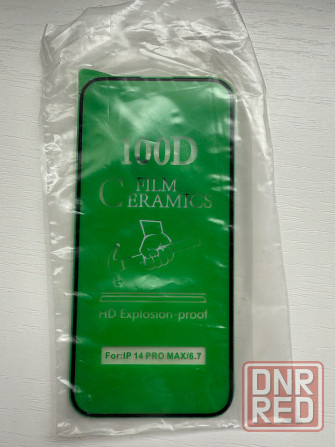 100D
FILM
CERAMICS
HD Explosion-proof
For:IP 14 PRO MAX/6.7
DNR
RED